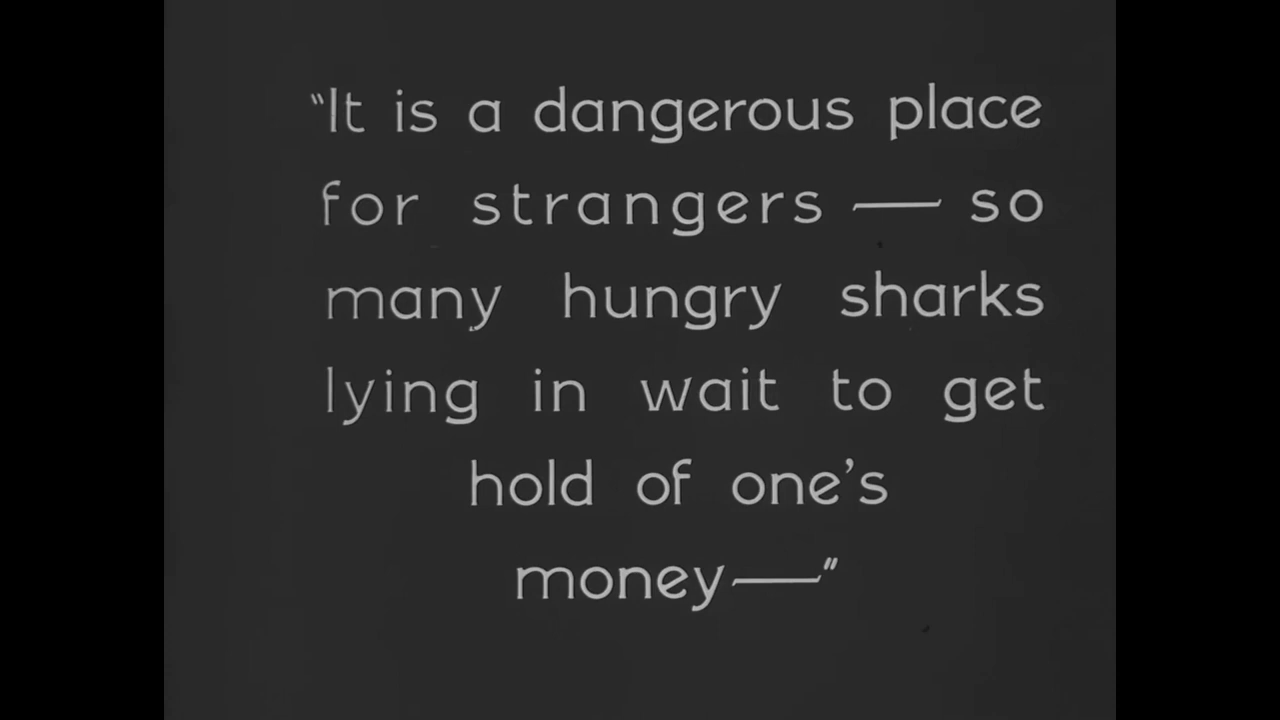 "It is a dangerous place
for strangers — so
many hungry sharks
lying in wait to get
hold of one's
money—"